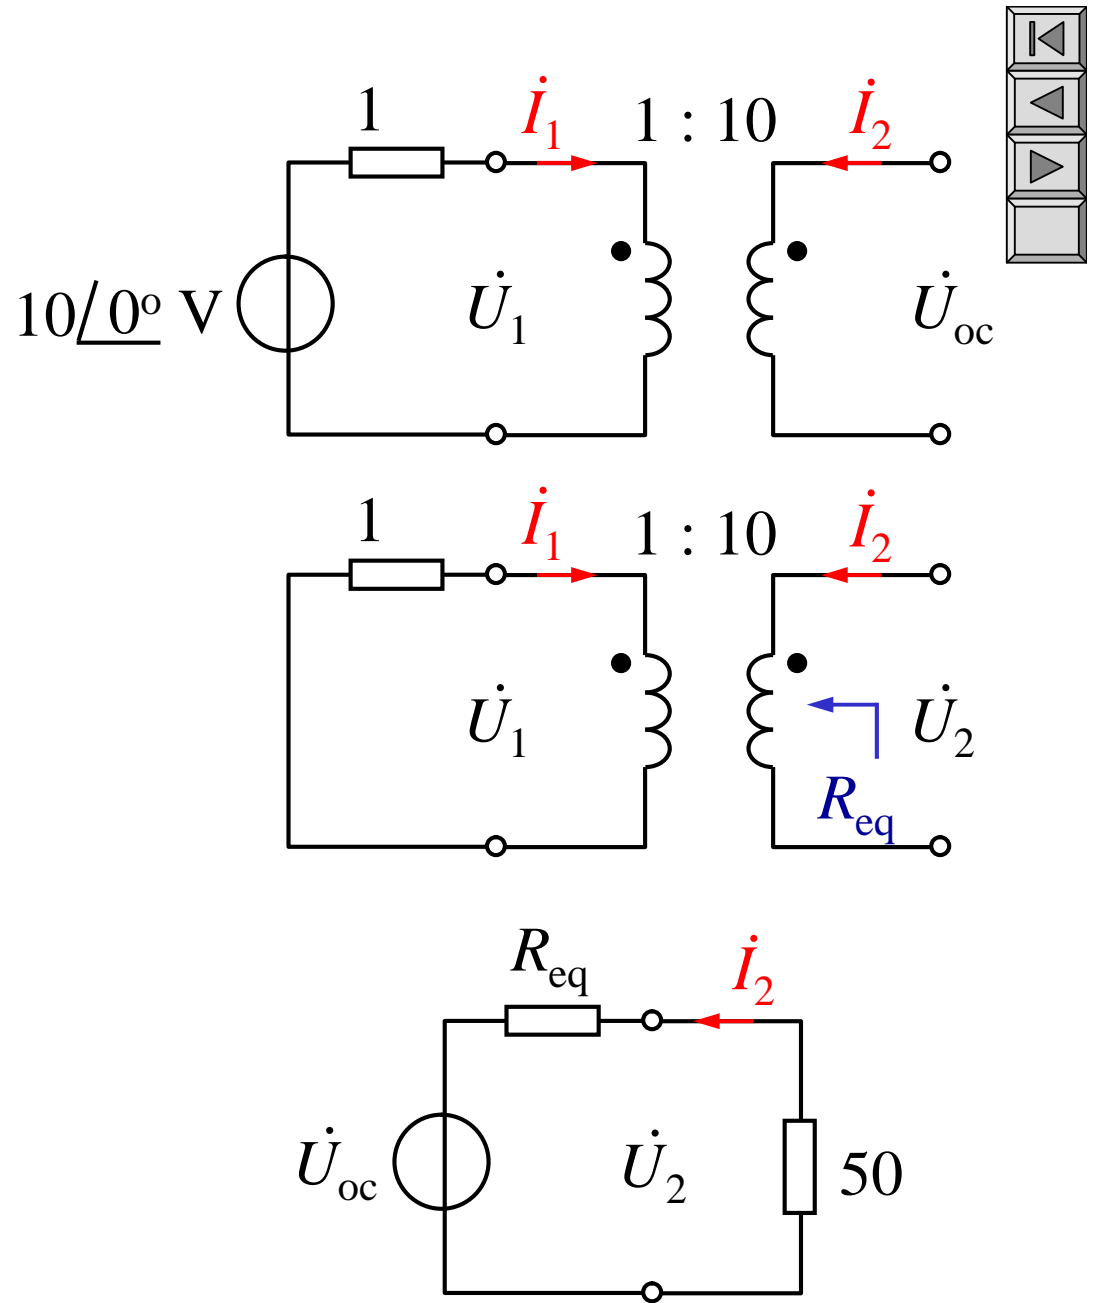 1 İ₁ 1 : 10 İ₂
10∠0° V U̇₁ U̇oc
1 İ₁ 1 : 10 İ₂
U̇₁ U̇₂
Req
Req İ₂
U̇oc U̇₂ 50